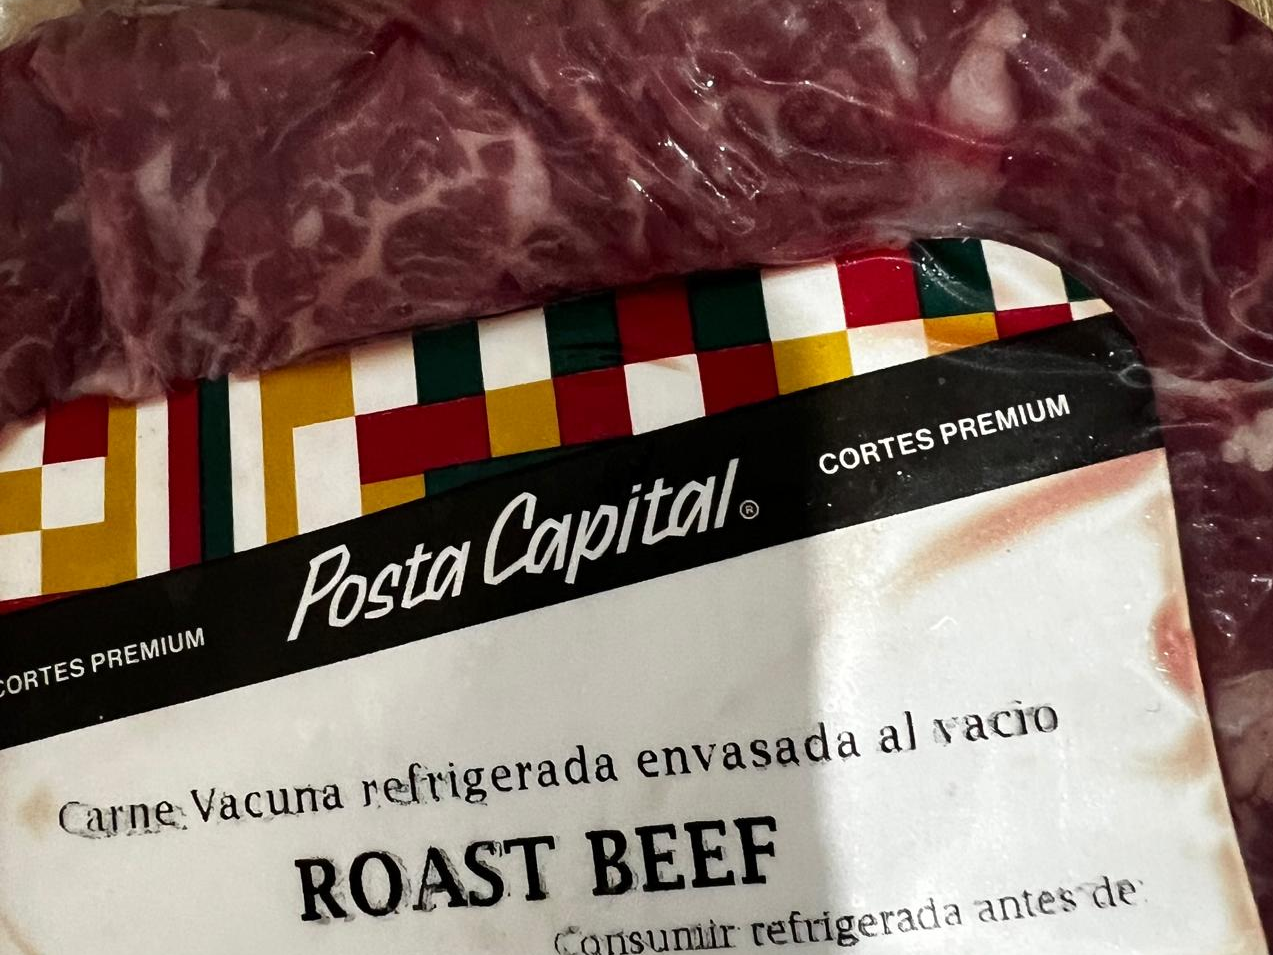 CORTES PREMIUM
Posta Capital®
CORTES PREMIUM
Carne Vacuna refrigerada envasada al vacio
ROAST BEEF
Consumir refrigerada antes de: